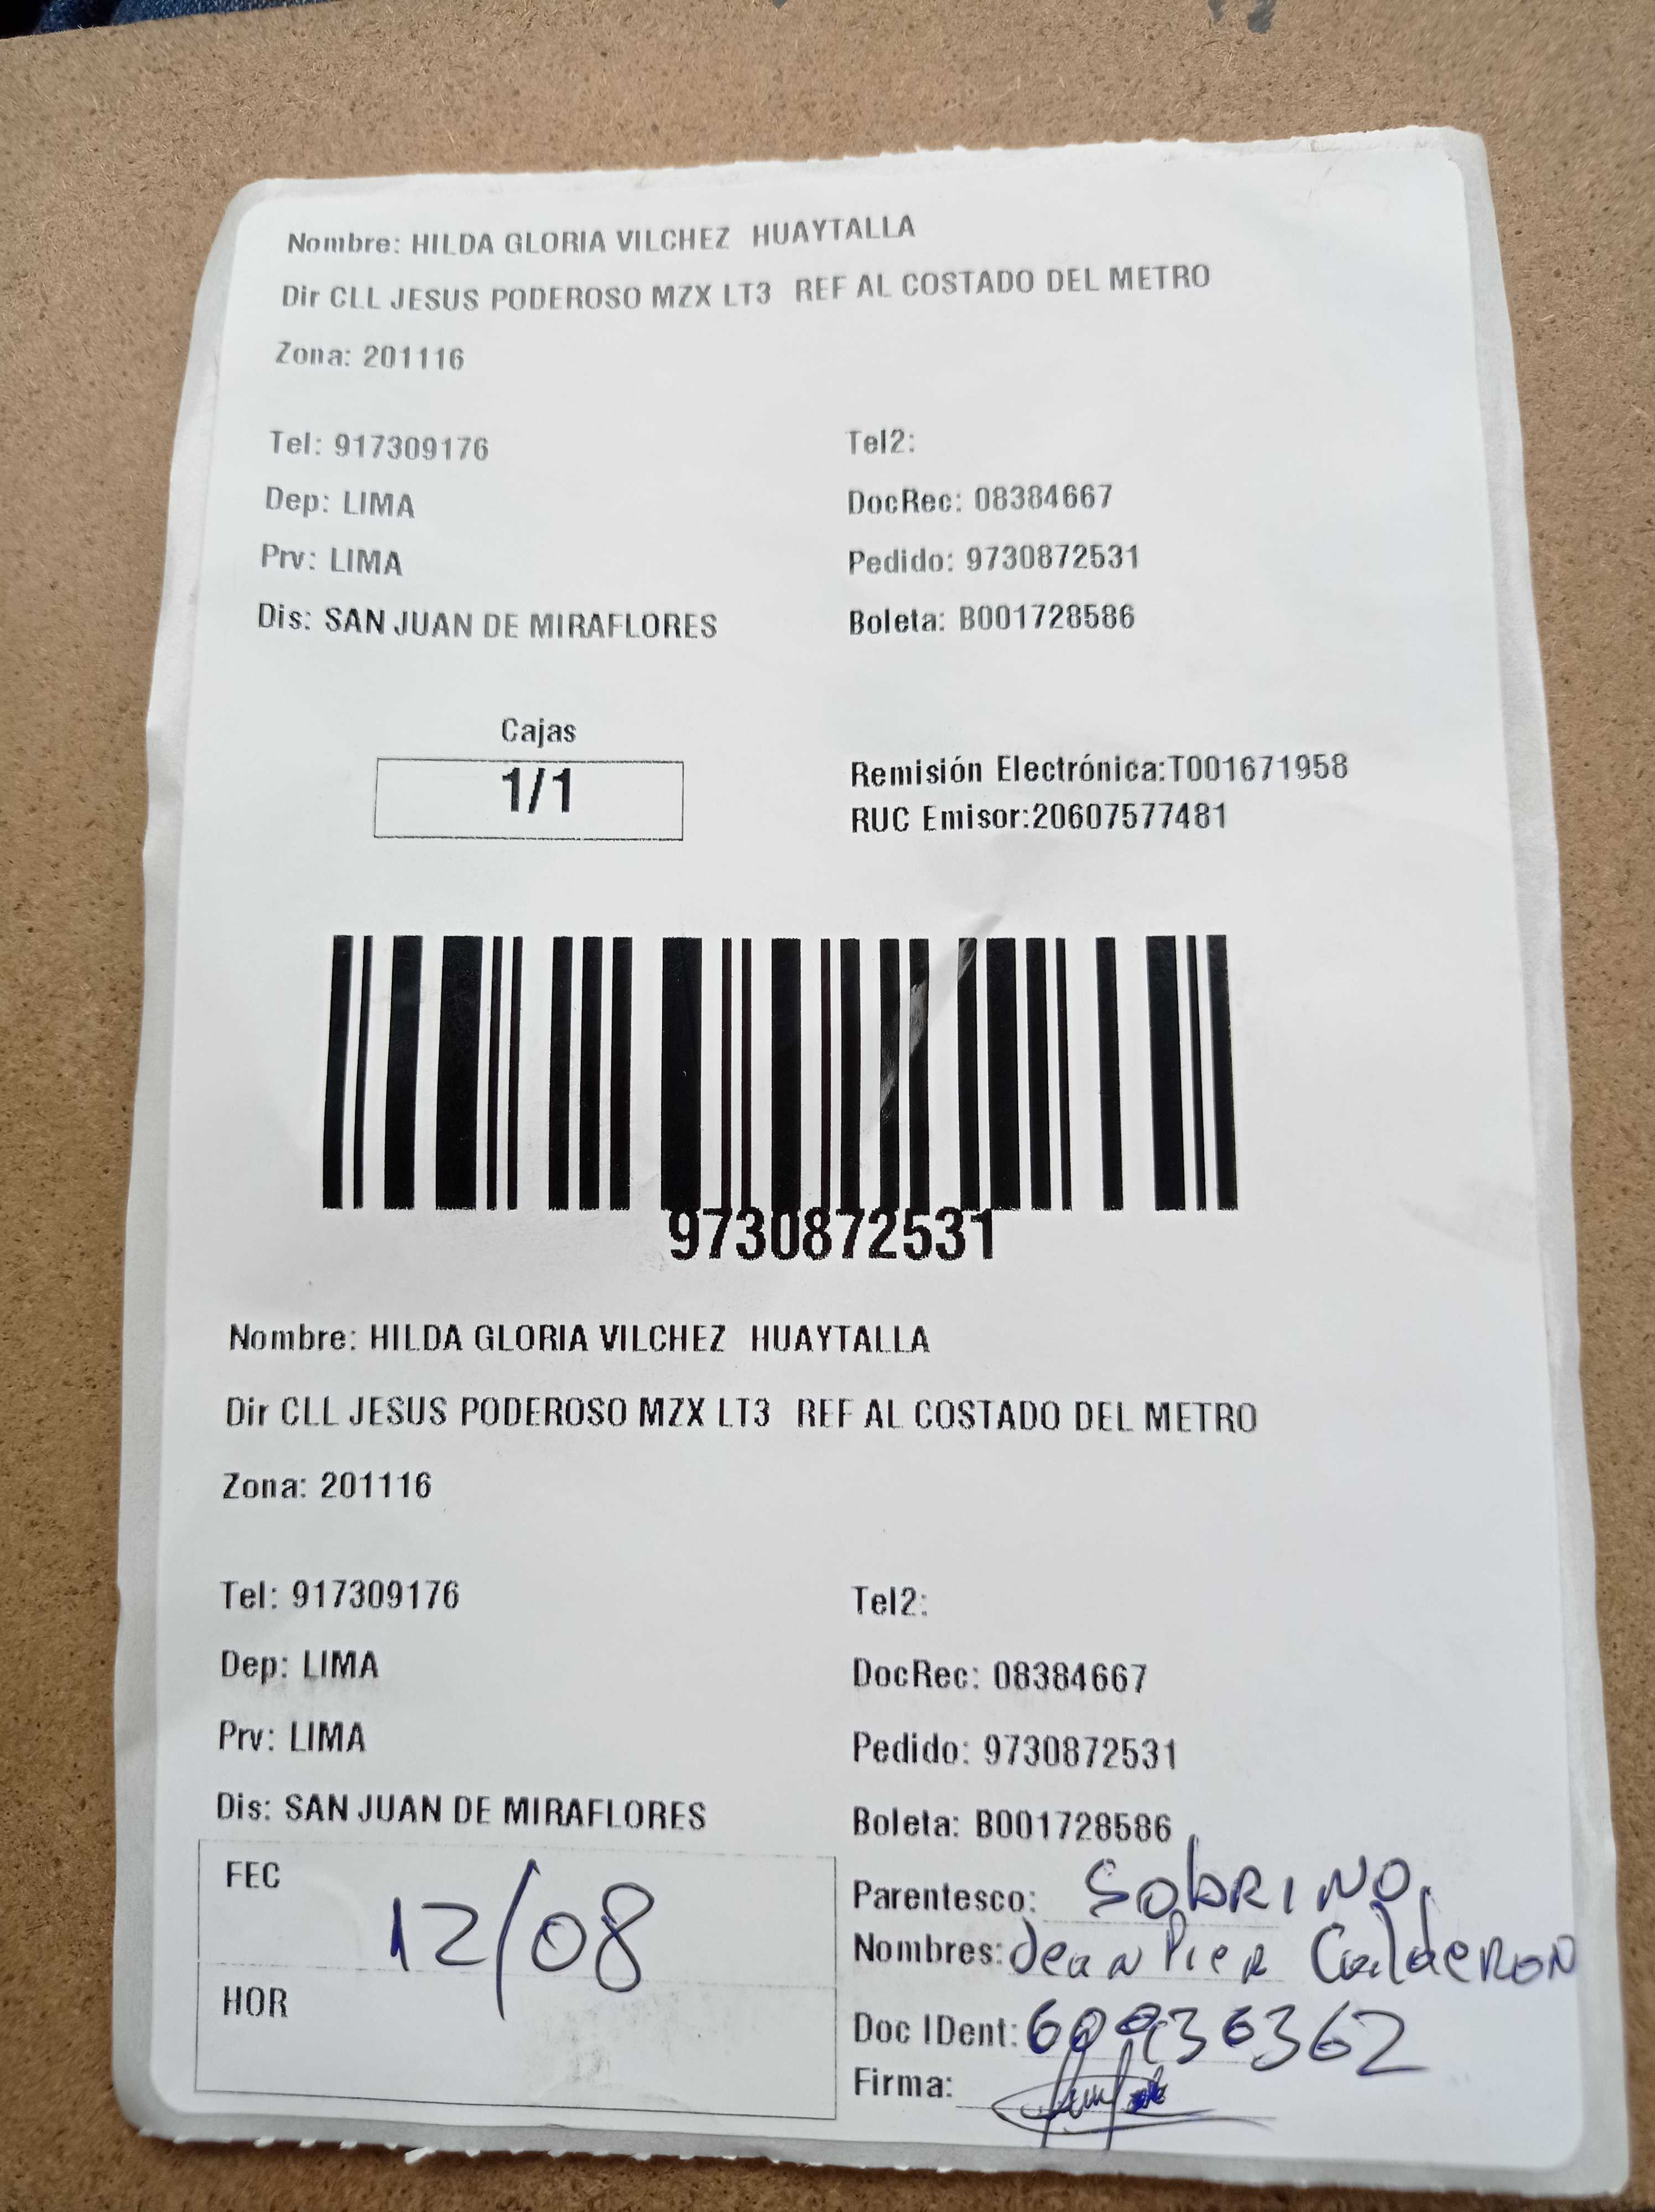 Nombre: HILDA GLORIA VILCHEZ HUAYTALLA
Dir CLL JESUS PODEROSO MZX LT3 REF AL COSTADO DEL METRO
Zona: 201116
Tel: 917309176 Tel2:
Dep: LIMA DocRec: 08384667
Prv: LIMA Pedido: 9730872531
Dis: SAN JUAN DE MIRAFLORES Boleta: B001728586
Cajas
1/1
Remisión Electrónica:T001671958
RUC Emisor:20607577481
9730872531
Nombre: HILDA GLORIA VILCHEZ HUAYTALLA
Dir CLL JESUS PODEROSO MZX LT3 REF AL COSTADO DEL METRO
Zona: 201116
Tel: 917309176 Tel2:
Dep: LIMA DocRec: 08384667
Prv: LIMA Pedido: 9730872531
Dis: SAN JUAN DE MIRAFLORES Boleta: B001728586
FEC 12/08
HOR
Parentesco: SobRINO
Nombres: Jean Pier CaldeRON
Doc IDent:
Firma: